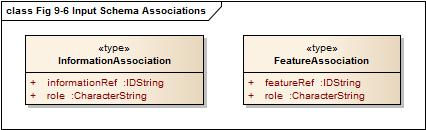 class Fig 9-6 Input Schema Associations
«type»
InformationAssociation
+ informationRef :IDString
+ role :CharacterString
«type»
FeatureAssociation
+ featureRef :IDString
+ role :CharacterString